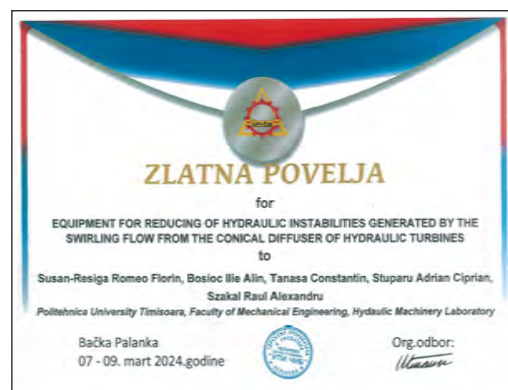 ZLATNA POVELJA
for
EQUIPMENT FOR REDUCING OF HYDRAULIC INSTABILITIES GENERATED BY THE
SWIRLING FLOW FROM THE CONICAL DIFFUSER OF HYDRAULIC TURBINES
to
Susan-Resiga Romeo Florin, Bosioc Ilie Alin, Tanasa Constantin, Stuparu Adrian Ciprian,
Szakal Raul Alexandru
Politehnica University Timisoara, Faculty of Mechanical Engineering, Hydaulic Machinery Laboratory
Bačka Palanka
07 - 09. mart 2024.godine
Org.odbor: